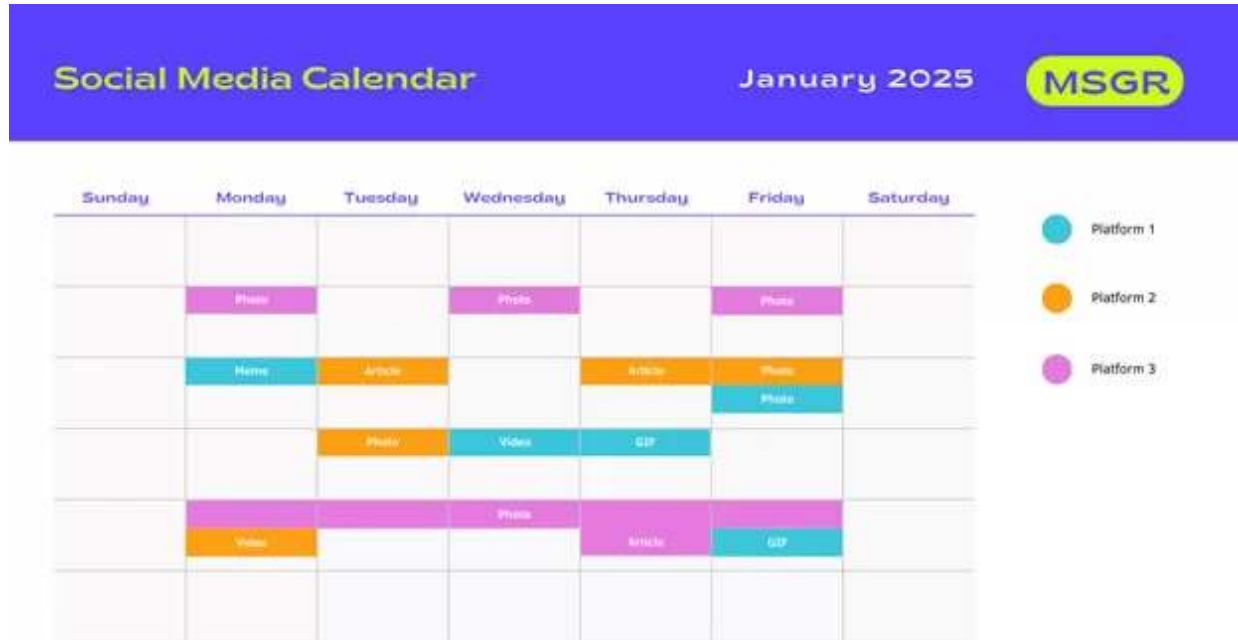 Social Media Calendar January 2025 MSGR
Sunday Monday Tuesday Wednesday Thursday Friday Saturday
Platform 1
Platform 2
Photo Photo Photo
Meme Article Article Photo
Platform 3
Photo
Photo Video GIF
Photo
Video Article GIF